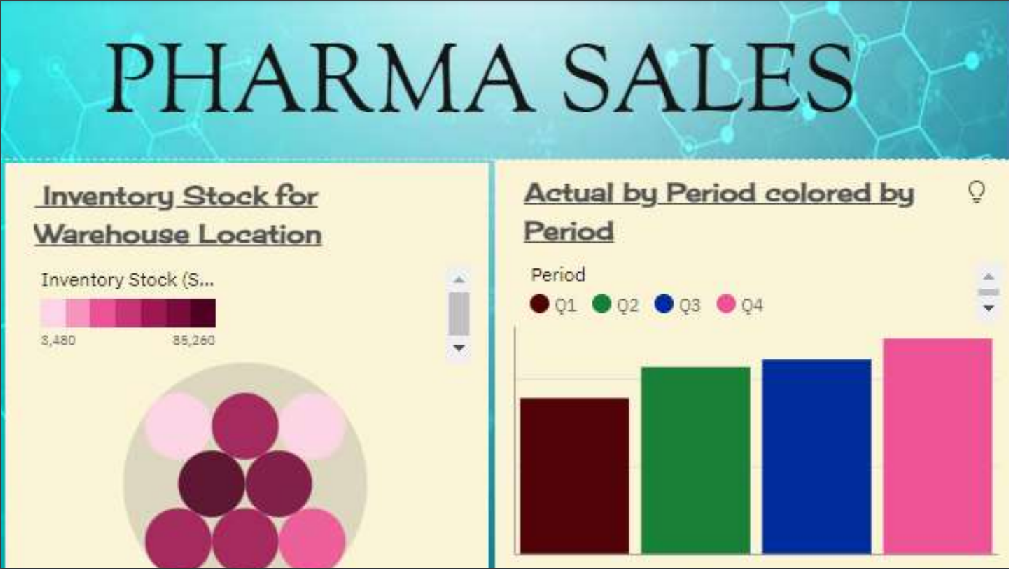 PHARMA SALES
Inventory Stock for
Warehouse Location
Inventory Stock (S...
3,480 85,260
Actual by Period colored by
Period
Period
Q1 Q2 Q3 Q4